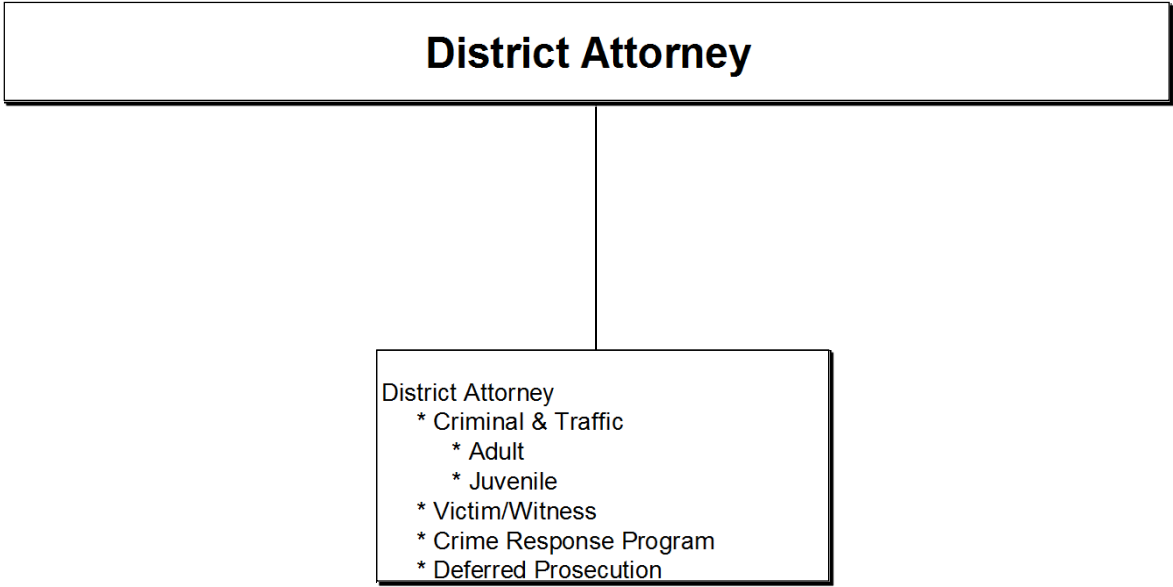 District Attorney
District Attorney
* Criminal & Traffic
* Adult
* Juvenile
* Victim/Witness
* Crime Response Program
* Deferred Prosecution